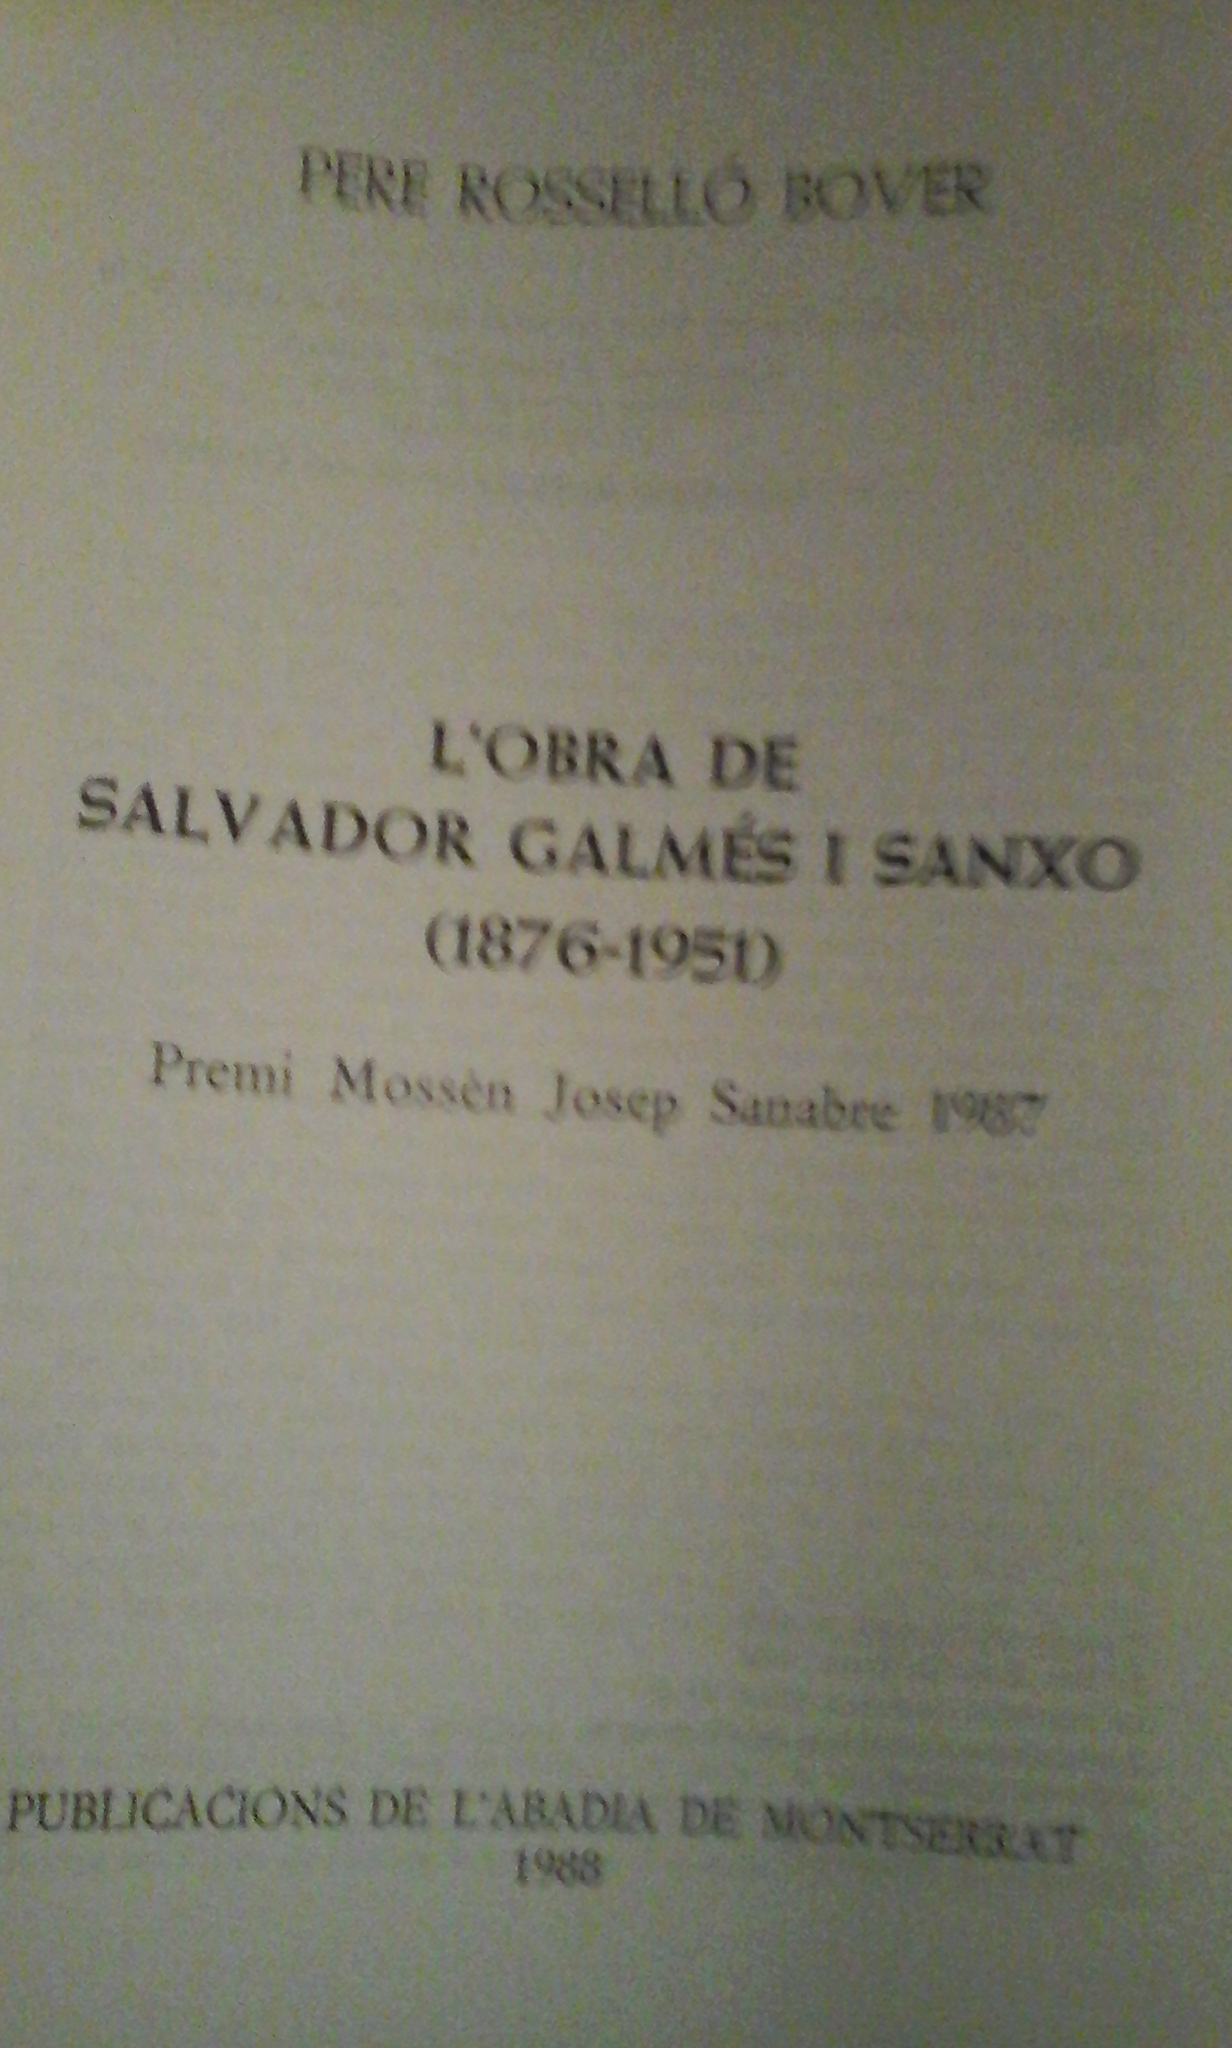 PERE ROSSELLÓ BOVER
L'OBRA DE
SALVADOR GALMÉS I SANXO
(1876-1951)
Premi Mossèn Josep Sanabre 1987
PUBLICACIONS DE L'ABADIA DE MONTSERRAT
1988